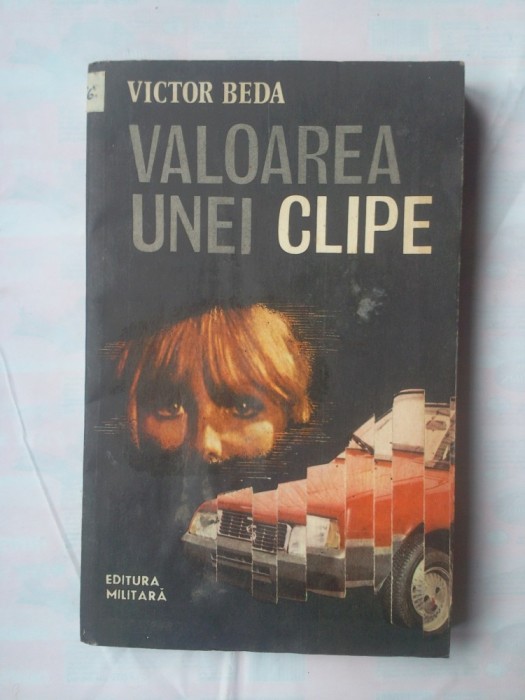 VICTOR BEDA
VALOAREA
UNEI CLIPE
EDITURA
MILITARĂ